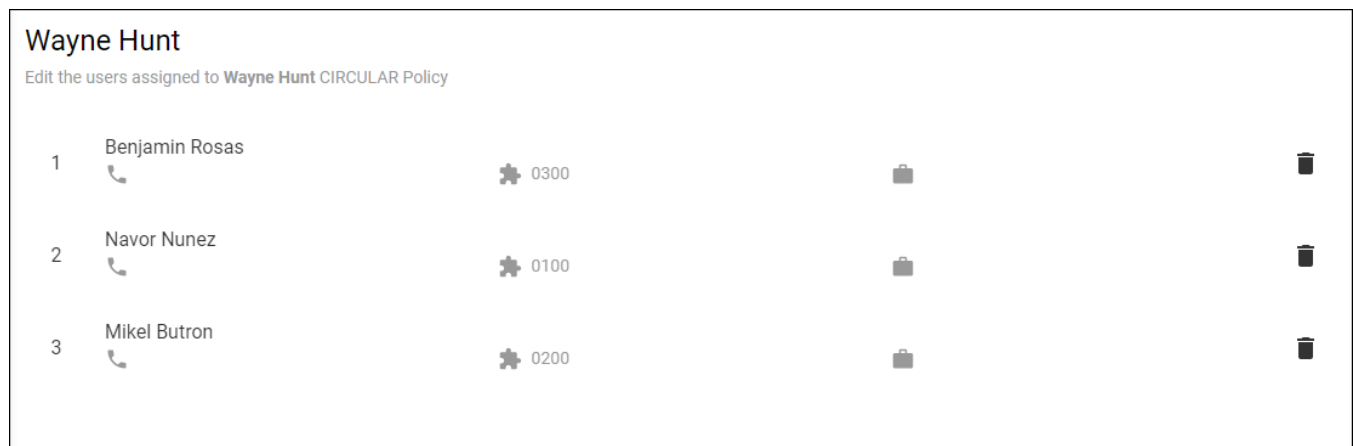 Wayne Hunt
Edit the users assigned to Wayne Hunt CIRCULAR Policy
Benjamin Rosas
1
0300
Navor Nunez
2
0100
Mikel Butron
3
0200